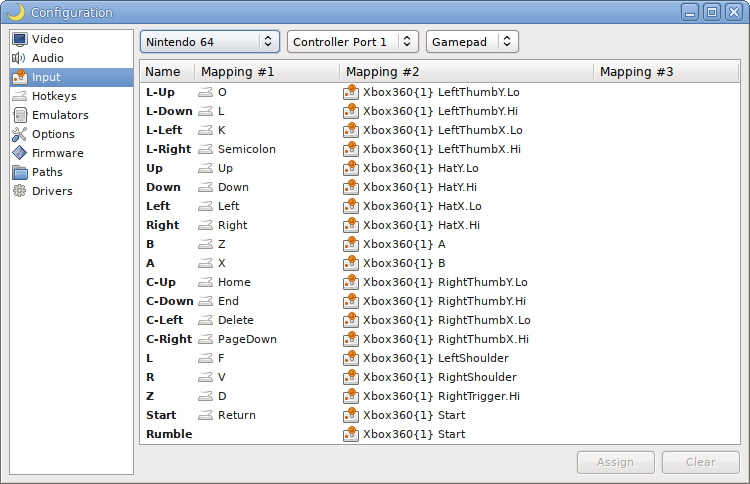 Configuration
Video
Audio
Input
Hotkeys
Emulators
Options
Firmware
Paths
Drivers
Nintendo 64 Controller Port 1 Gamepad
Name Mapping #1 Mapping #2 Mapping #3
L-Up O Xbox360{1} LeftThumbY.Lo
L-Down L Xbox360{1} LeftThumbY.Hi
L-Left K Xbox360{1} LeftThumbX.Lo
L-Right Semicolon Xbox360{1} LeftThumbX.Hi
Up Up Xbox360{1} HatY.Lo
Down Down Xbox360{1} HatY.Hi
Left Left Xbox360{1} HatX.Lo
Right Right Xbox360{1} HatX.Hi
B Z Xbox360{1} A
A X Xbox360{1} B
C-Up Home Xbox360{1} RightThumbY.Lo
C-Down End Xbox360{1} RightThumbY.Hi
C-Left Delete Xbox360{1} RightThumbX.Lo
C-Right PageDown Xbox360{1} RightThumbX.Hi
L F Xbox360{1} LeftShoulder
R V Xbox360{1} RightShoulder
Z D Xbox360{1} RightTrigger.Hi
Start Return Xbox360{1} Start
Rumble Xbox360{1} Start
Assign Clear